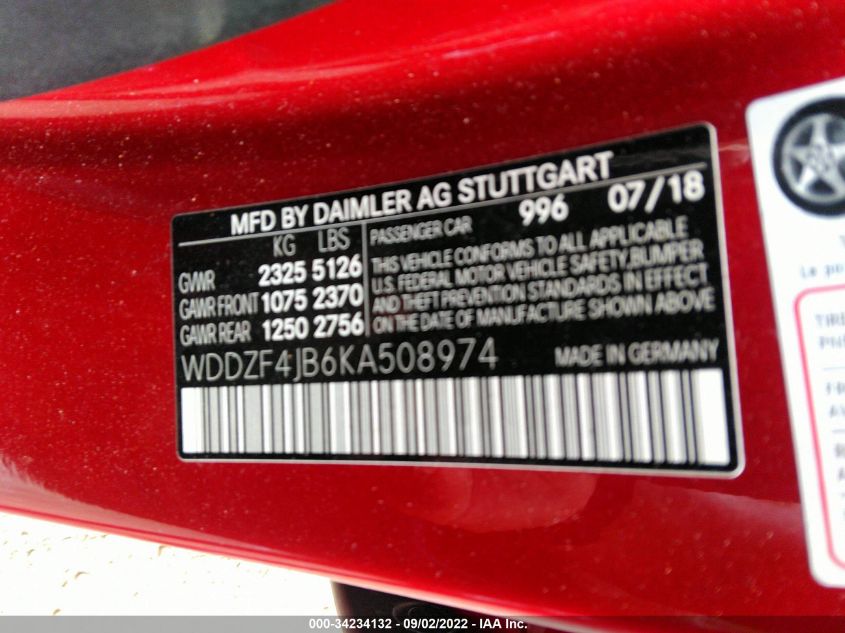 MFD BY DAIMLER AG STUTTGART
KG LBS
GVWR 2325 5126
GAWR FRONT 1075 2370
GAWR REAR 1250 2756
PASSENGER CAR 996 07/18
THIS VEHICLE CONFORMS TO ALL APPLICABLE
U.S. FEDERAL MOTOR VEHICLE SAFETY, BUMPER
AND THEFT PREVENTION STANDARDS IN EFFECT
ON THE DATE OF MANUFACTURE SHOWN ABOVE
WDDZF4JB6KA508974 MADE IN GERMANY
Le
TIRE
000-34234132 - 09/02/2022 - IAA Inc.